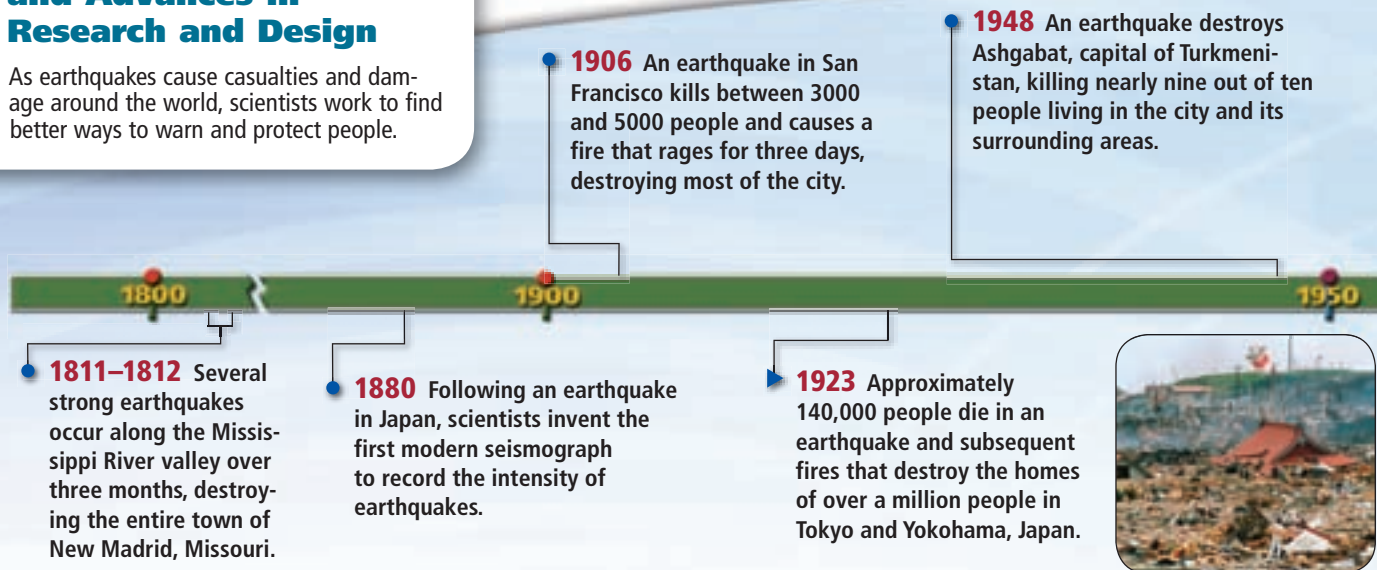 and Advances in
Research and Design
As earthquakes cause casualties and dam-
age around the world, scientists work to find
better ways to warn and protect people.
1906 An earthquake in San
Francisco kills between 3000
and 5000 people and causes a
fire that rages for three days,
destroying most of the city.
1948 An earthquake destroys
Ashgabat, capital of Turkmeni-
stan, killing nearly nine out of ten
people living in the city and its
surrounding areas.
1800
1900
1950
1811–1812 Several
strong earthquakes
occur along the Missis-
sippi River valley over
three months, destroy-
ing the entire town of
New Madrid, Missouri.
1880 Following an earthquake
in Japan, scientists invent the
first modern seismograph
to record the intensity of
earthquakes.
1923 Approximately
140,000 people die in an
earthquake and subsequent
fires that destroy the homes
of over a million people in
Tokyo and Yokohama, Japan.